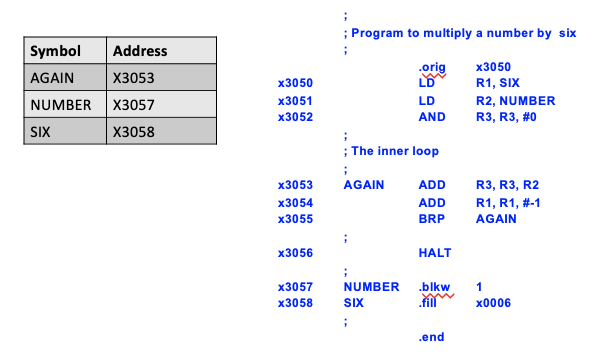 Symbol Address
AGAIN X3053
NUMBER X3057
SIX X3058
;
; Program to multiply a number by six
;
.orig x3050
x3050 LD R1, SIX
x3051 LD R2, NUMBER
x3052 AND R3, R3, #0
;
; The inner loop
;
x3053 AGAIN ADD R3, R3, R2
x3054 ADD R1, R1, #-1
x3055 BRP AGAIN
;
x3056 HALT
;
x3057 NUMBER .blkw 1
x3058 SIX .fill x0006
;
.end